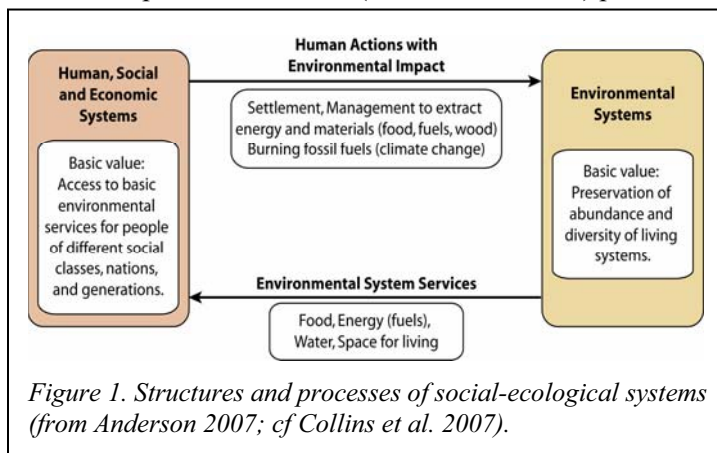 Human Actions with
Environmental Impact
Human, Social
and Economic
Systems
Settlement, Management to extract
energy and materials (food, fuels, wood)
Burning fossil fuels (climate change)
Environmental
Systems
Basic value:
Access to basic
environmental
services for people
of different social
classes, nations,
and generations.
Basic value:
Preservation of
abundance and
diversity of living
systems.
Environmental System Services
Food, Energy (fuels),
Water, Space for living
Figure 1. Structures and processes of social-ecological systems
(from Anderson 2007; cf Collins et al. 2007).